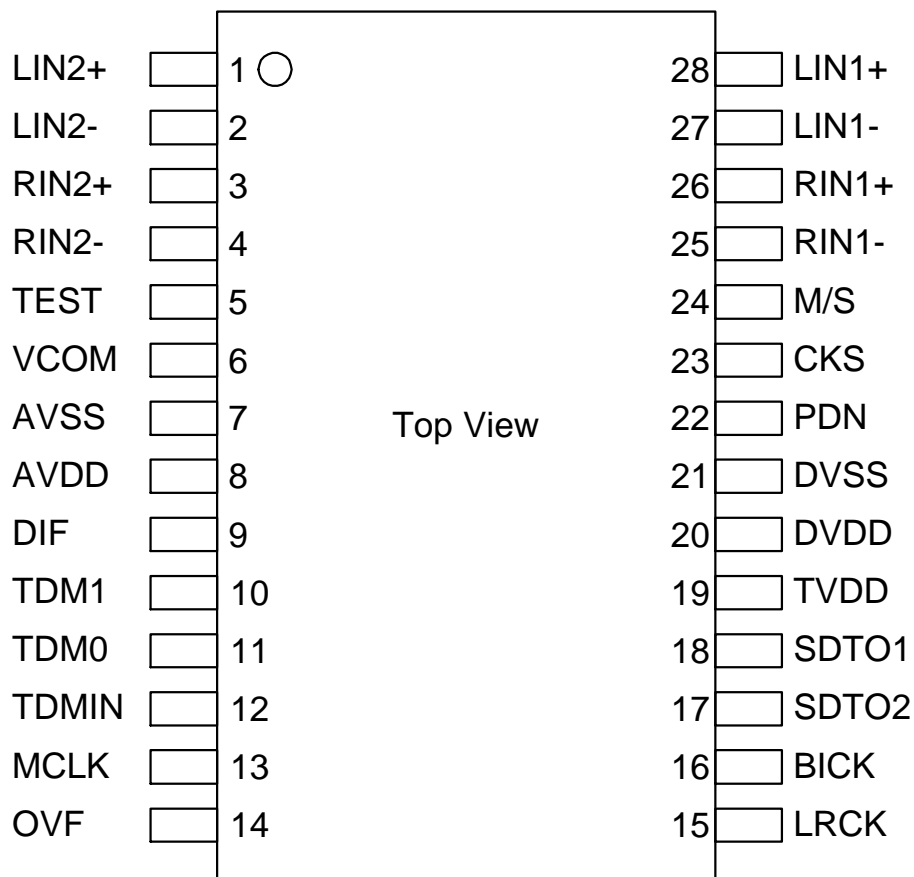 LIN2+ 1 28 LIN1+
LIN2- 2 27 LIN1-
RIN2+ 3 26 RIN1+
RIN2- 4 25 RIN1-
TEST 5 24 M/S
VCOM 6 23 CKS
AVSS 7 Top View 22 PDN
AVDD 8 21 DVSS
DIF 9 20 DVDD
TDM1 10 19 TVDD
TDM0 11 18 SDTO1
TDMIN 12 17 SDTO2
MCLK 13 16 BICK
OVF 14 15 LRCK